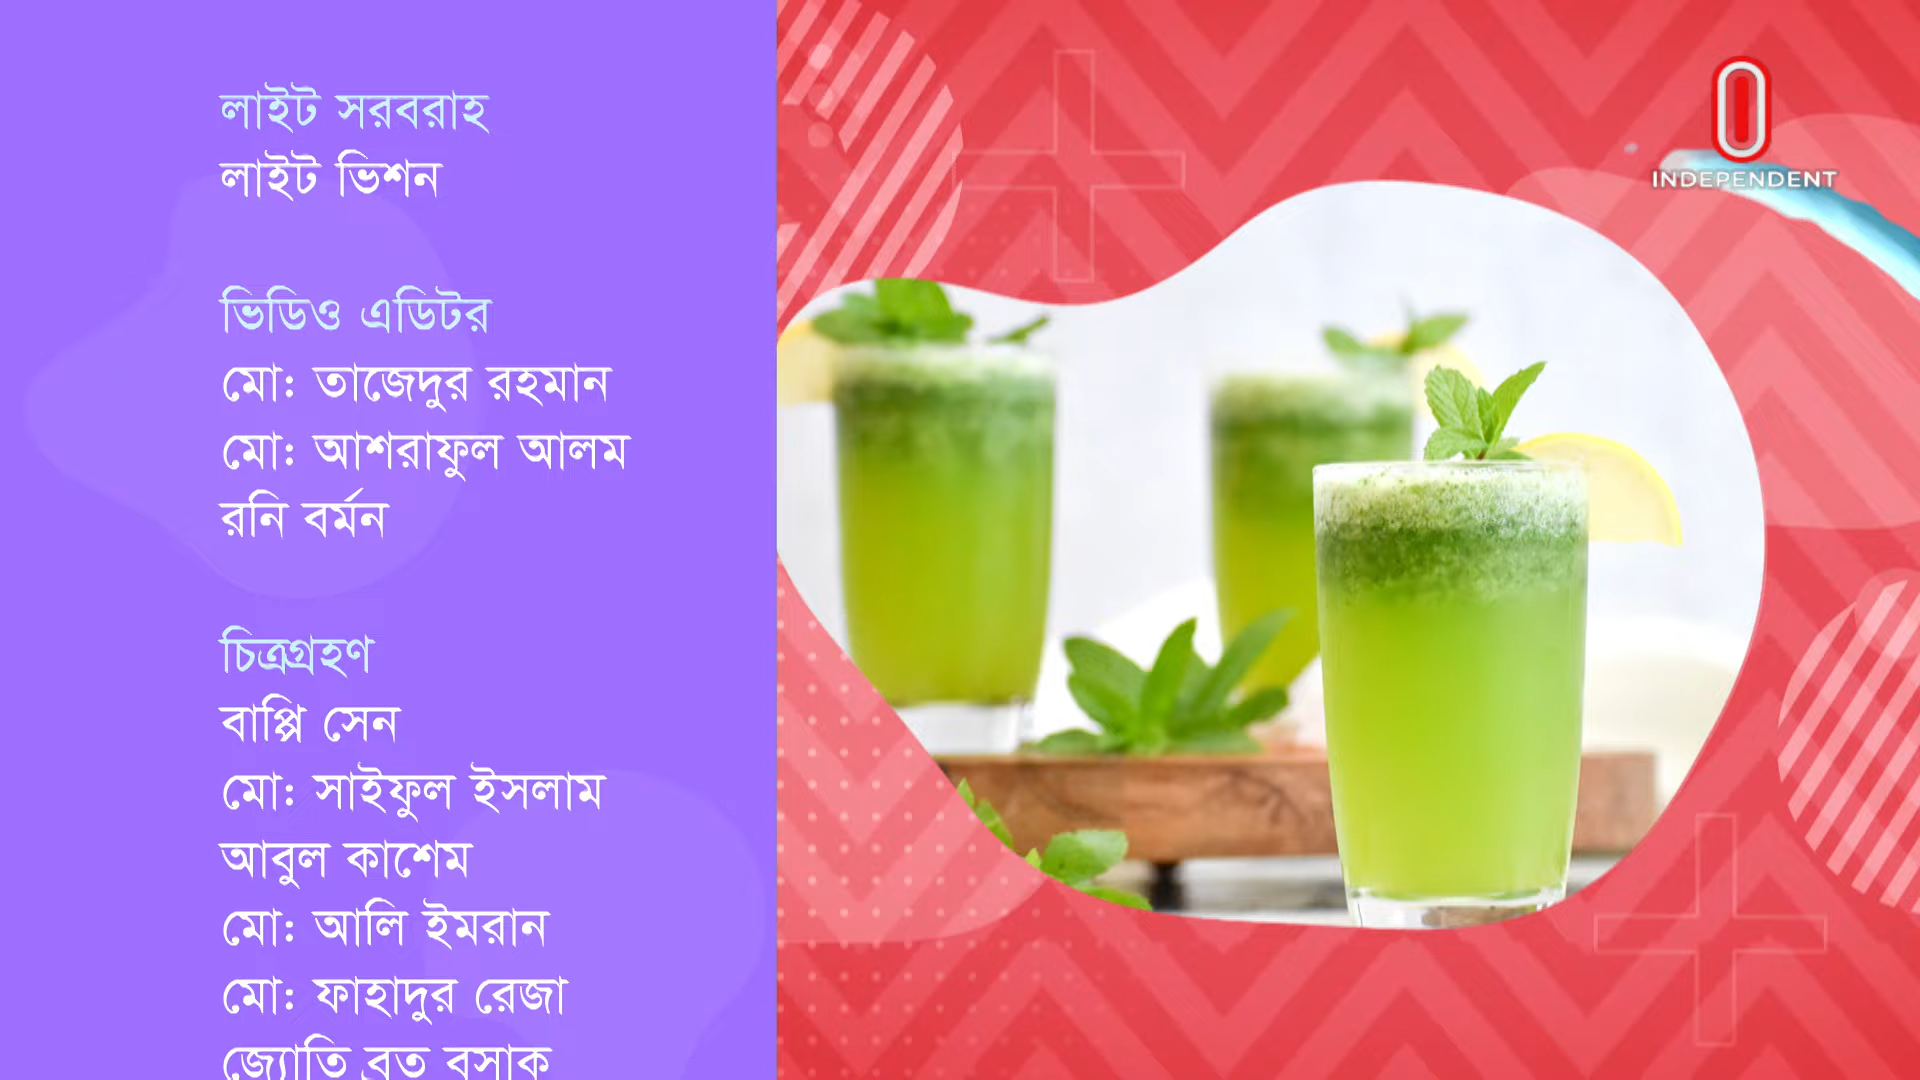 লাইট সরবরাহ
লাইট ভিশন
ভিডিও এডিটর
মো: তাজেদুর রহমান
মো: আশরাফুল আলম
রনি বর্মন
চিত্রগ্রহণ
বাপ্পি সেন
মো: সাইফুল ইসলাম
আবুল কাশেম
মো: আলি ইমরান
মো: ফাহাদুর রেজা
জ্যোতি ব্রত বসাক
INDEPENDENT